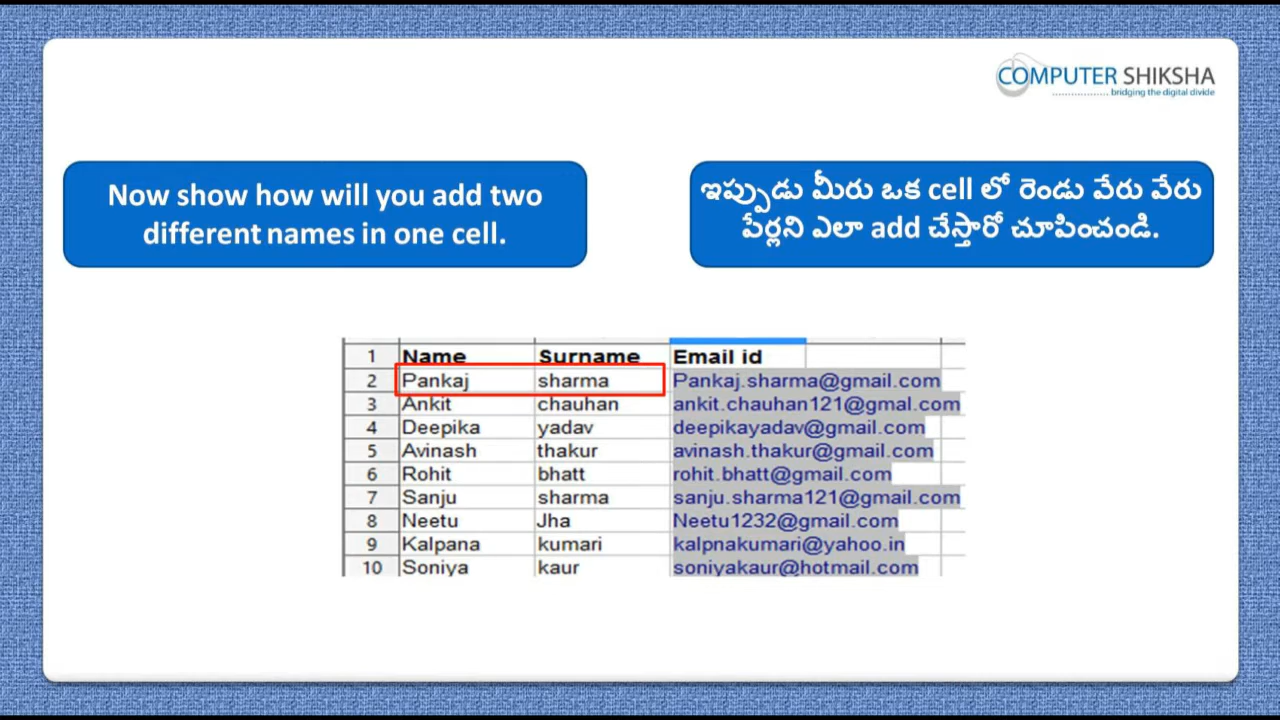 COMPUTER SHIKSHA
bridging the digital divide
Now show how will you add two
different names in one cell.
ఇప్పుడు మీరు ఒక cell లో రెండు వేరు వేరు
పేర్లని ఎలా add చేస్తారో చూపించండి.
1 Name Surname Email id
2 Pankaj sharma Pankaj.sharma@gmail.com
3 Ankit chauhan ankit.chauhan121@gmal.com
4 Deepika yadav deepikayadav@gmail.com
5 Avinash thakur avinash.thakur@gmail.com
6 Rohit bhatt rohit.bhatt@gmail.com
7 Sanju sharma sanju.sharma121@gmail.com
8 Neetu Jha Neetu1232@gmail.com
9 Kalpana kumari kalpnakumari@yahoo.in
10 Soniya kaur soniyakaur@hotmail.com